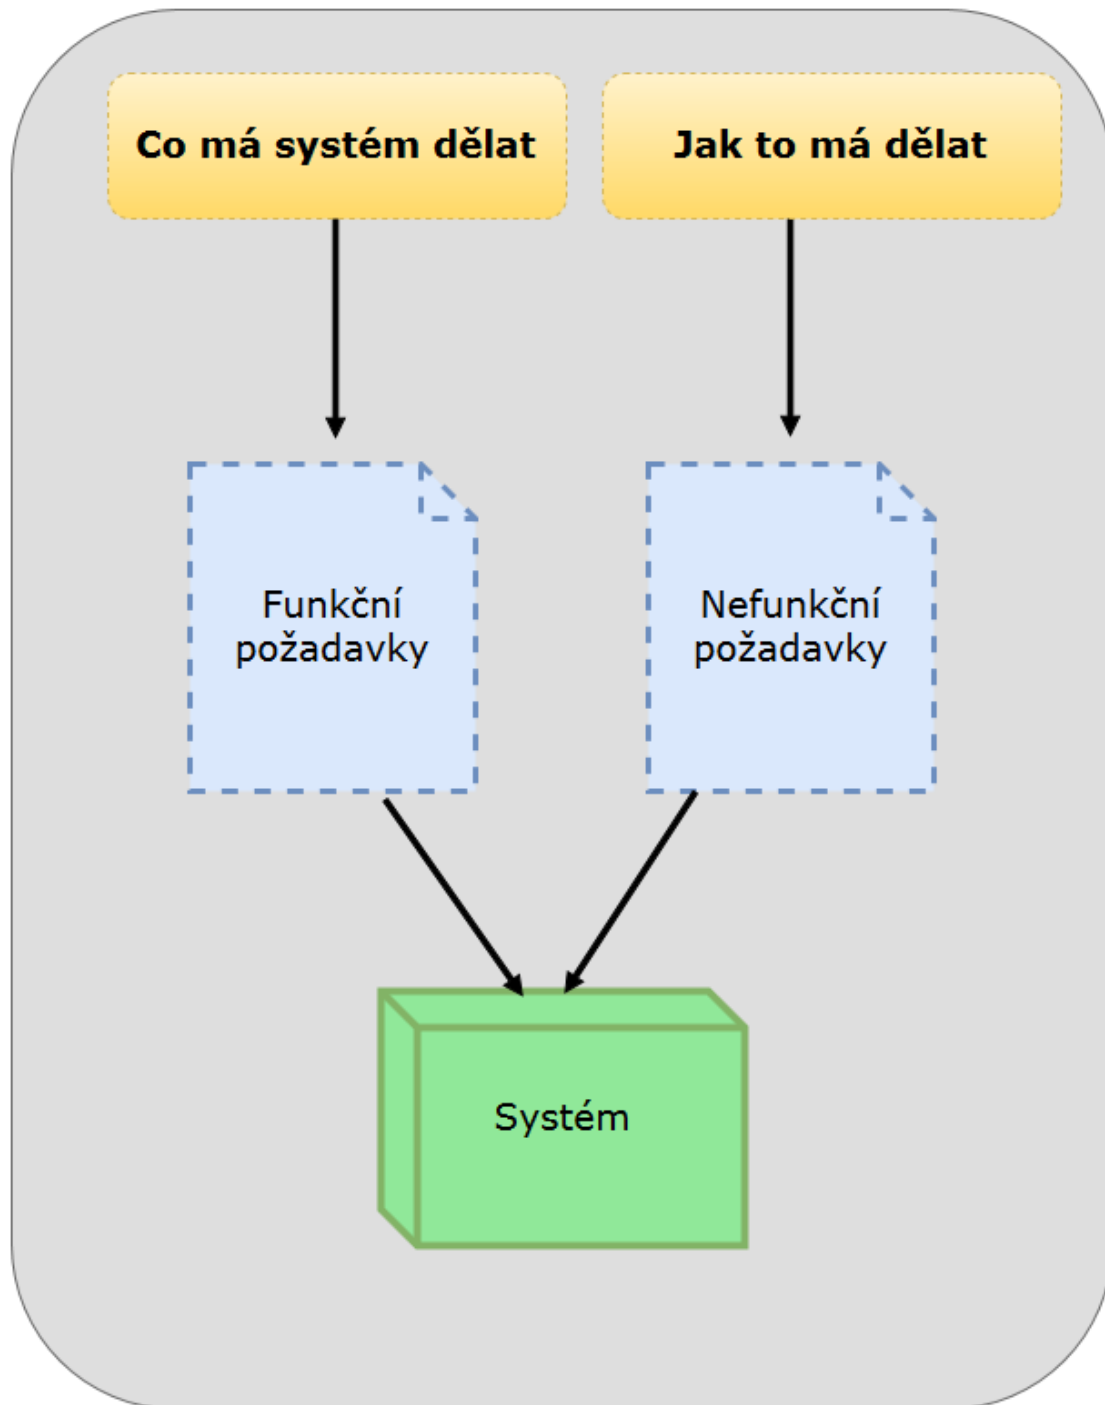 Co má systém dělat
Jak to má dělat
Funkční
požadavky
Nefunkční
požadavky
Systém